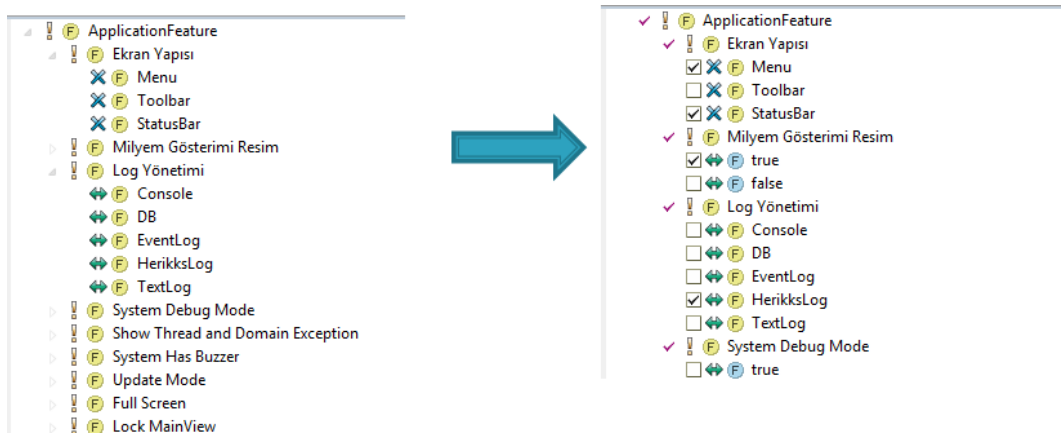 ApplicationFeature
Ekran Yapısı
Menu
Toolbar
StatusBar
Milyem Gösterimi Resim
Log Yönetimi
Console
DB
EventLog
HerikksLog
TextLog
System Debug Mode
Show Thread and Domain Exception
System Has Buzzer
Update Mode
Full Screen
Lock MainView
ApplicationFeature
Ekran Yapısı
Menu
Toolbar
StatusBar
Milyem Gösterimi Resim
true
false
Log Yönetimi
Console
DB
EventLog
HerikksLog
TextLog
System Debug Mode
true